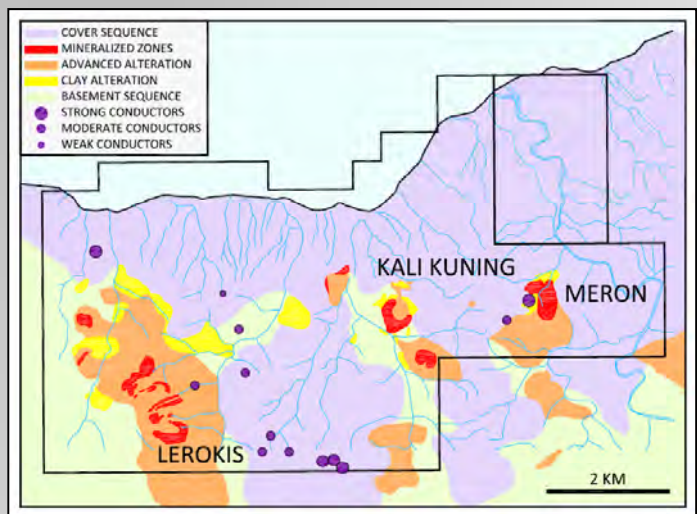 COVER SEQUENCE
MINERALIZED ZONES
ADVANCED ALTERATION
CLAY ALTERATION
BASEMENT SEQUENCE
STRONG CONDUCTORS
MODERATE CONDUCTORS
WEAK CONDUCTORS
KALI KUNING
MERON
LEROKIS
2 KM